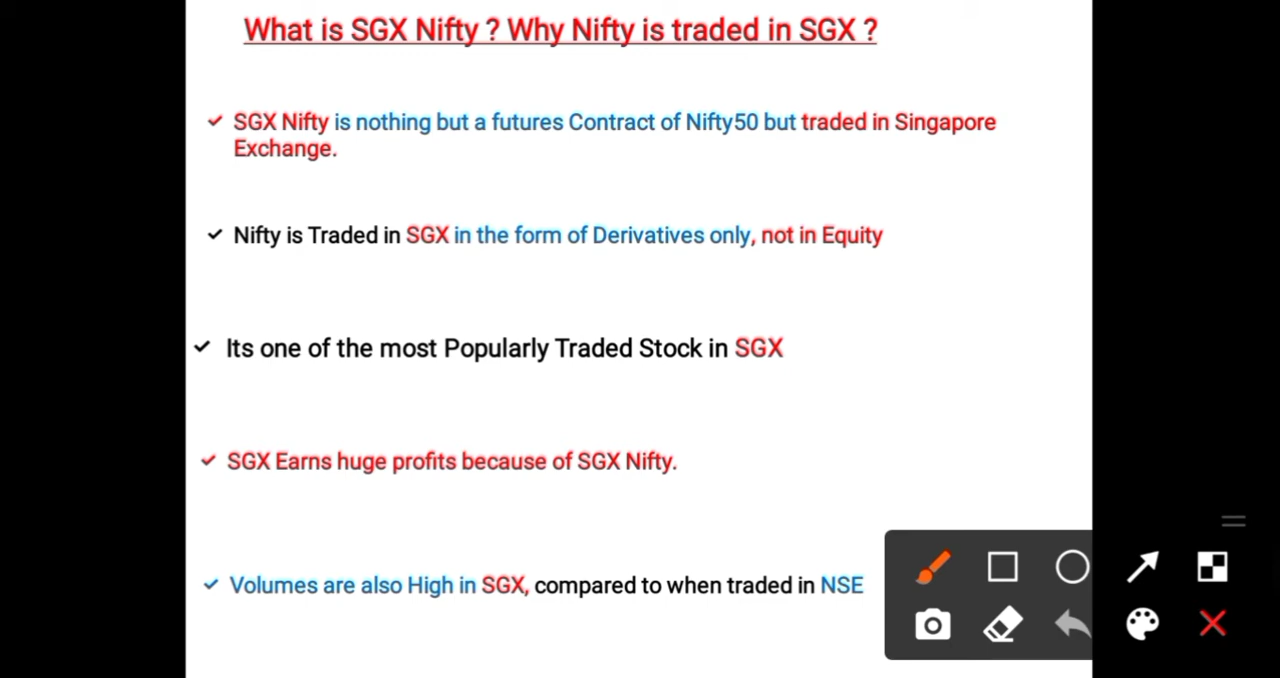 What is SGX Nifty ? Why Nifty is traded in SGX ?
SGX Nifty is nothing but a futures Contract of Nifty50 but traded in Singapore
Exchange.
Nifty is Traded in SGX in the form of Derivatives only, not in Equity
Its one of the most Popularly Traded Stock in SGX
SGX Earns huge profits because of SGX Nifty.
Volumes are also High in SGX, compared to when traded in NSE